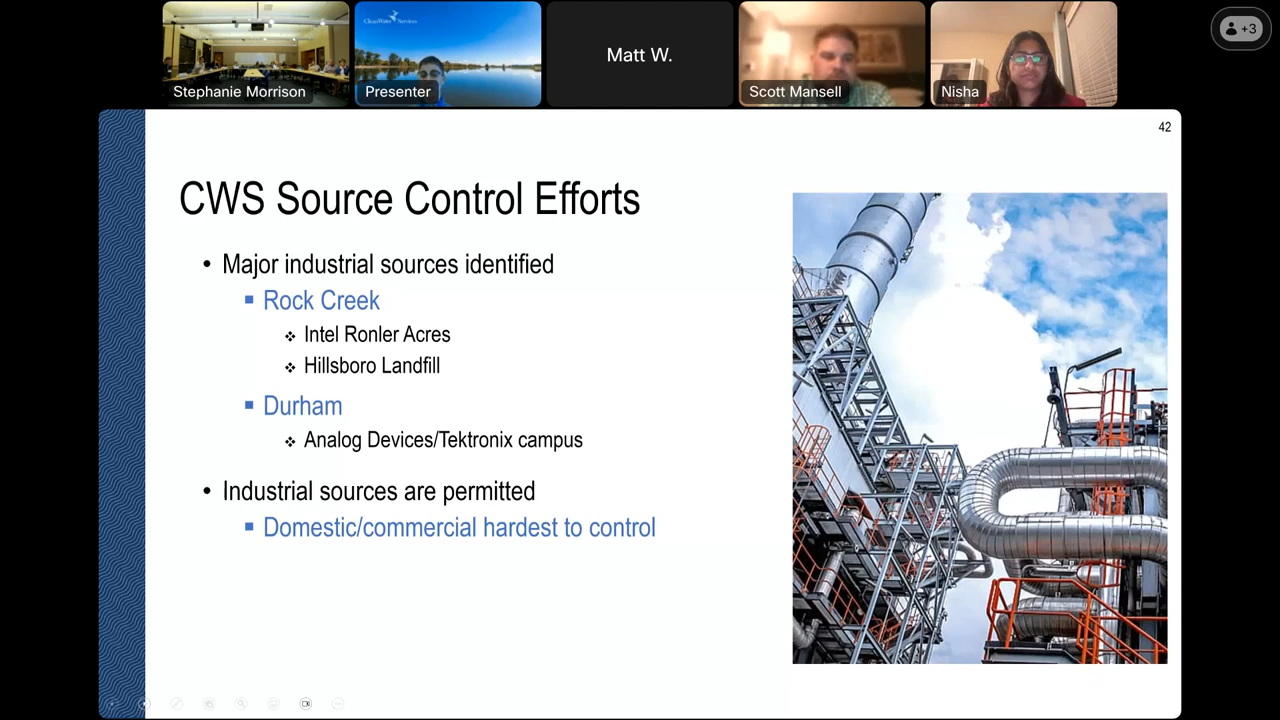 CleanWater Services
Stephanie Morrison
Presenter
Matt W.
Scott Mansell
Nisha
+3
42
CWS Source Control Efforts
• Major industrial sources identified
▪ Rock Creek
❖ Intel Ronler Acres
❖ Hillsboro Landfill
▪ Durham
❖ Analog Devices/Tektronix campus
• Industrial sources are permitted
▪ Domestic/commercial hardest to control